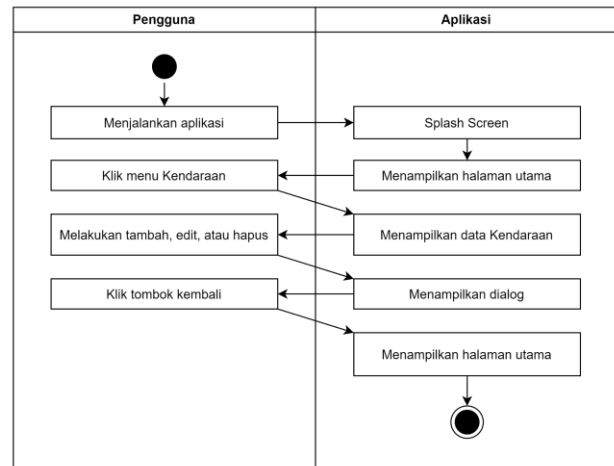 Pengguna
Aplikasi
Menjalankan aplikasi
Splash Screen
Klik menu Kendaraan
Menampilkan halaman utama
Melakukan tambah, edit, atau hapus
Menampilkan data Kendaraan
Klik tombok kembali
Menampilkan dialog
Menampilkan halaman utama